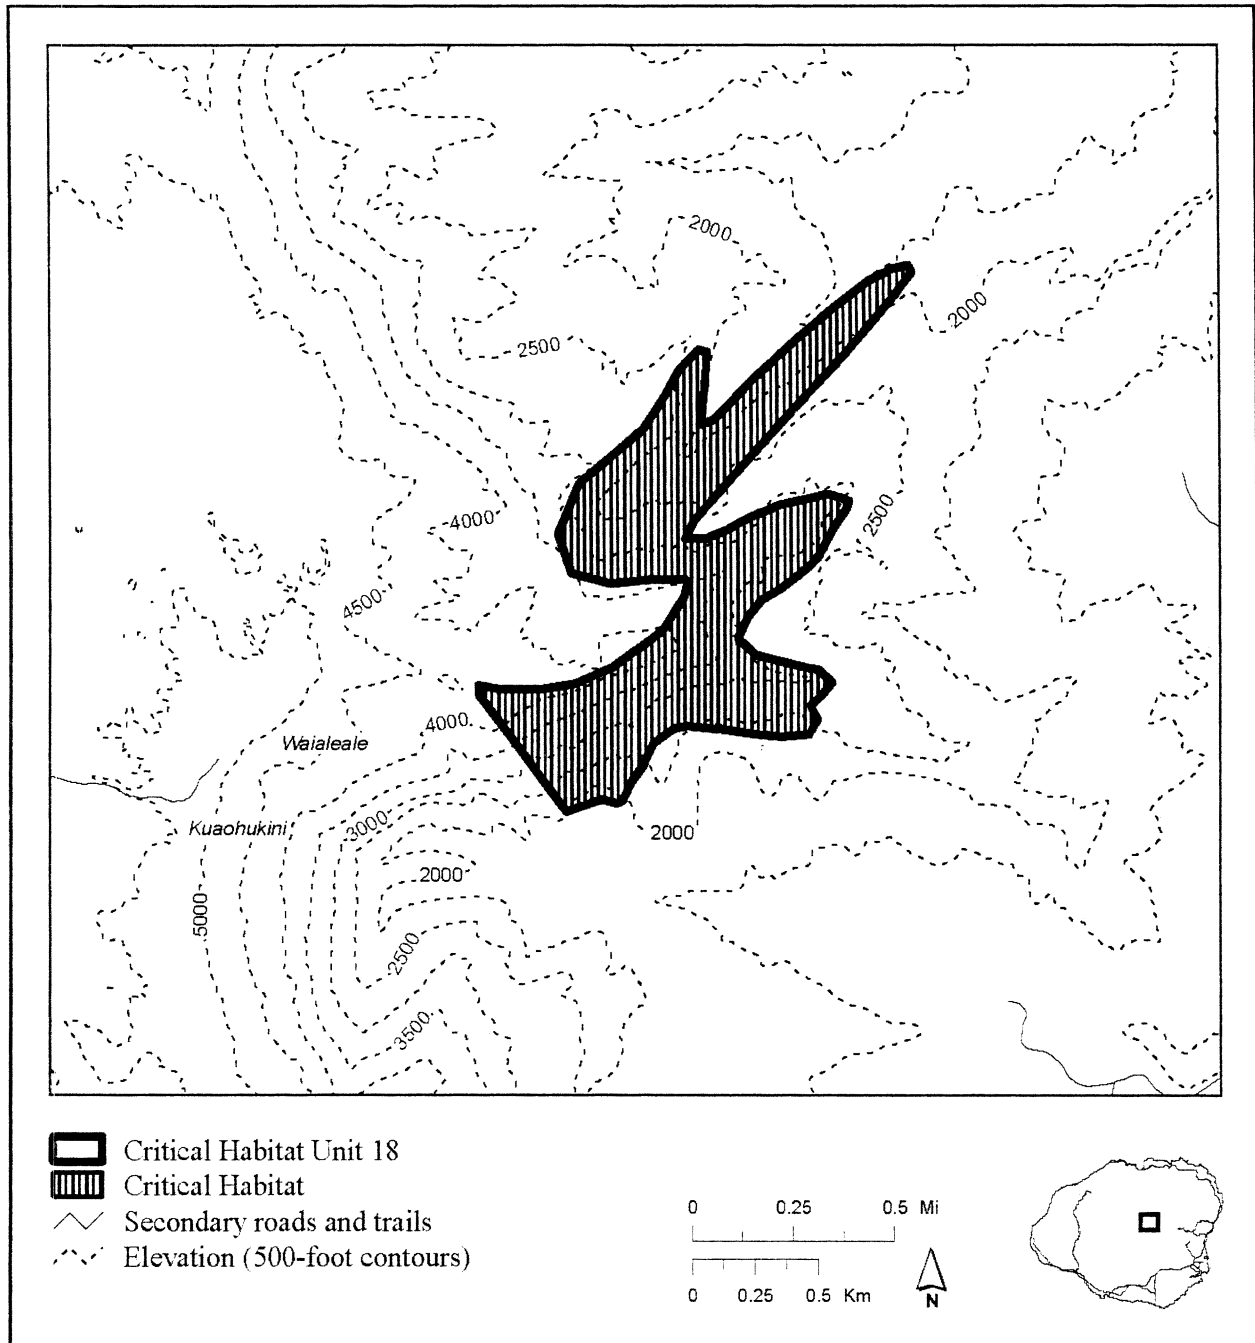 2000
2000
2500
2500
4000
4500
4000
Waialeale
Kuaohukini
3000
2000
2000
5000
2500
3500
Critical Habitat Unit 18
Critical Habitat
Secondary roads and trails
Elevation (500-foot contours)
0 0.25 0.5 Mi
0 0.25 0.5 Km
N